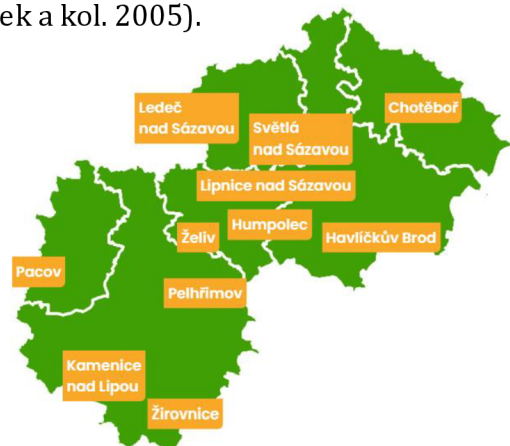 ek a kol. 2005).
Ledeč
nad Sázavou
Chotěboř
Světlá
nad Sázavou
Lipnice nad Sázavou
Humpolec
Želiv
Havlíčkův Brod
Pacov
Pelhřimov
Kamenice
nad Lipou
Žirovnice